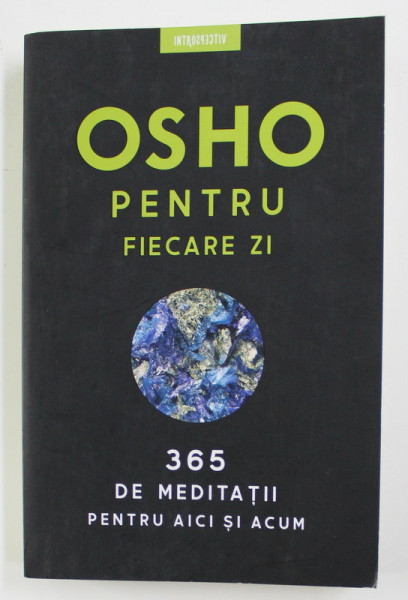 INTROSPECTIV
OSHO
PENTRU
FIECARE ZI
365
DE MEDITAȚII
PENTRU AICI ȘI ACUM